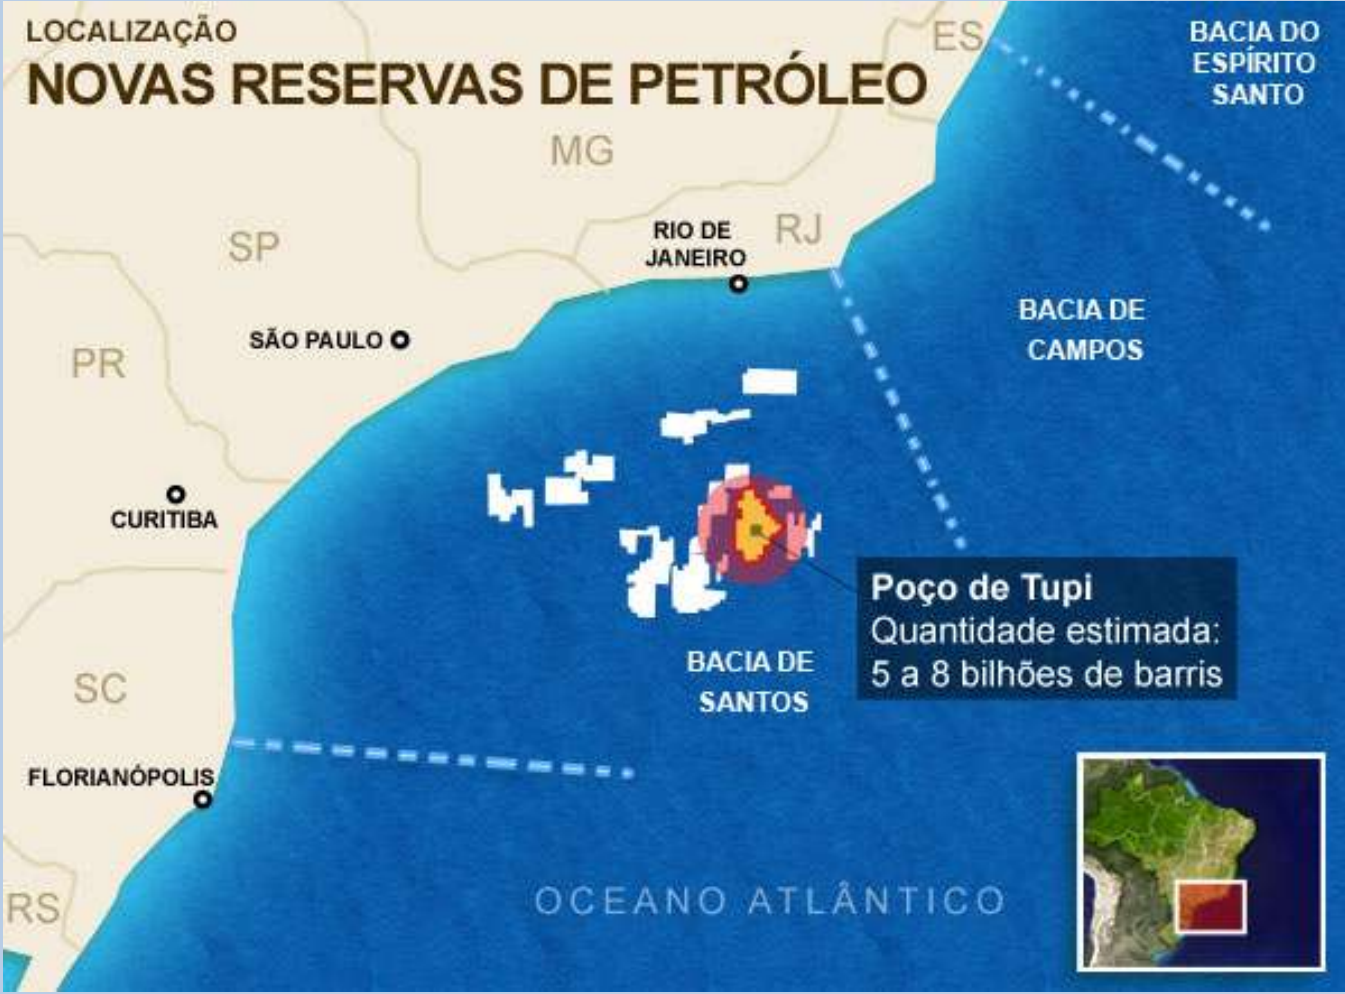 LOCALIZAÇÃO
NOVAS RESERVAS DE PETRÓLEO
ES
BACIA DO
ESPÍRITO
SANTO
MG
SP
RJ
RIO DE
JANEIRO
BACIA DE
CAMPOS
SÃO PAULO
PR
CURITIBA
Poço de Tupi
Quantidade estimada:
5 a 8 bilhões de barris
BACIA DE
SANTOS
SC
FLORIANÓPOLIS
RS
OCEANO ATLÂNTICO